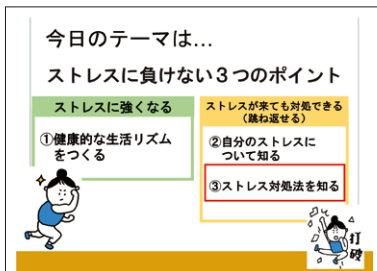 今日のテーマは…
ストレスに負けない３つのポイント
ストレスに強くなる
①健康的な生活リズム
をつくる
ストレスが来ても対処できる
（跳ね返せる）
②自分のストレスに
ついて知る
③ストレス対処法を知る
打
破